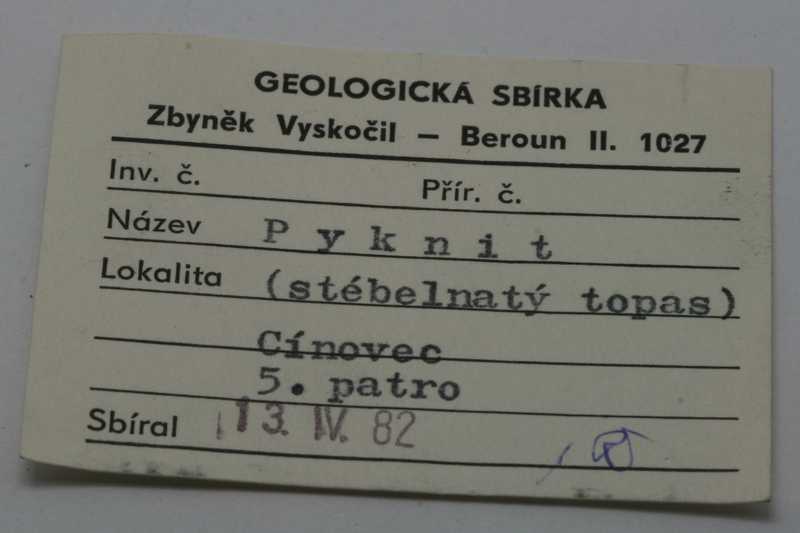 GEOLOGICKÁ SBÍRKA
Zbyněk Vyskočil — Beroun II. 1027
Inv. č. Přír. č.
Název Pyknit
Lokalita (stébelnatý topas)
Cínovec
5. patro
Sbíral 13. IV. 82